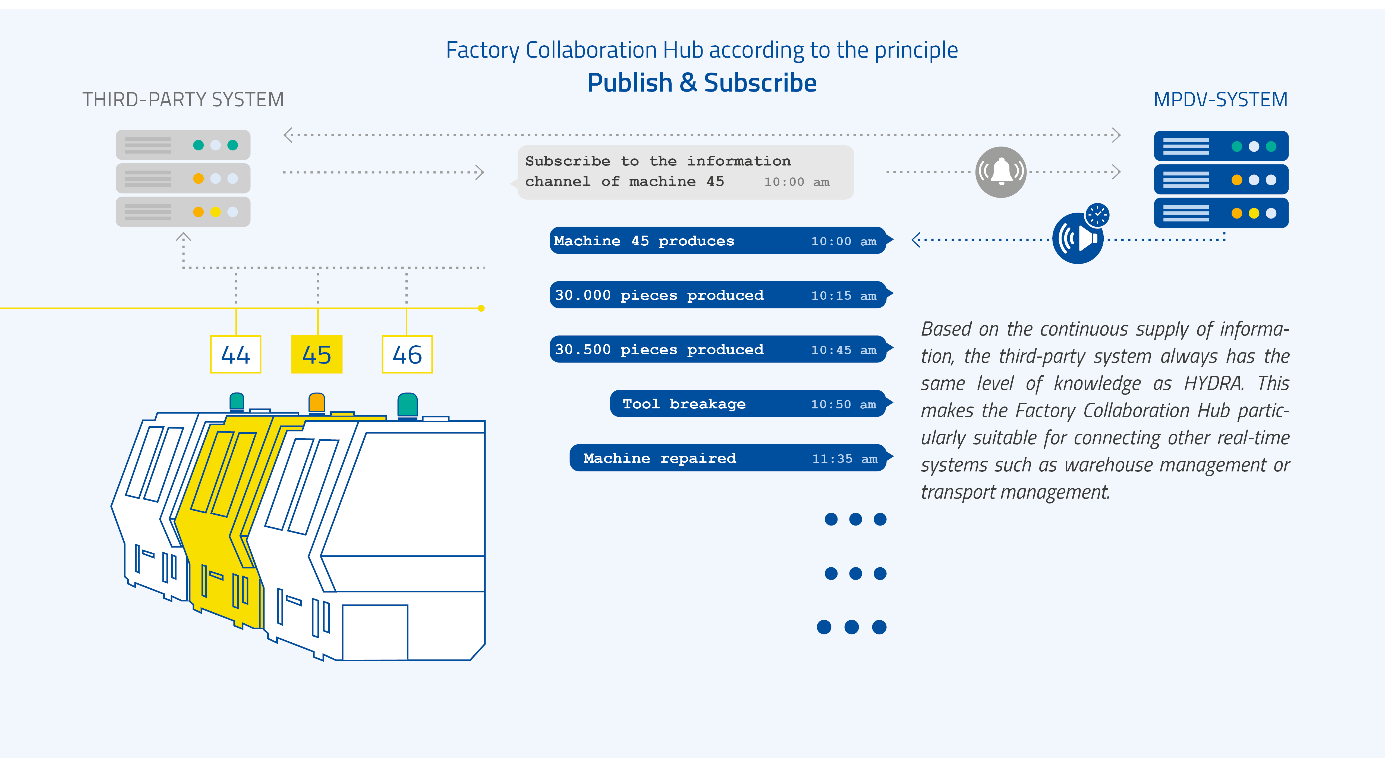 Factory Collaboration Hub according to the principle
Publish & Subscribe
THIRD-PARTY SYSTEM
MPDV-SYSTEM
Subscribe to the information
channel of machine 45 10:00 am
Machine 45 produces 10:00 am
30.000 pieces produced 10:15 am
30.500 pieces produced 10:45 am
Tool breakage 10:50 am
Machine repaired 11:35 am
44 45 46
Based on the continuous supply of informa-
tion, the third-party system always has the
same level of knowledge as HYDRA. This
makes the Factory Collaboration Hub partic-
ularly suitable for connecting other real-time
systems such as warehouse management or
transport management.